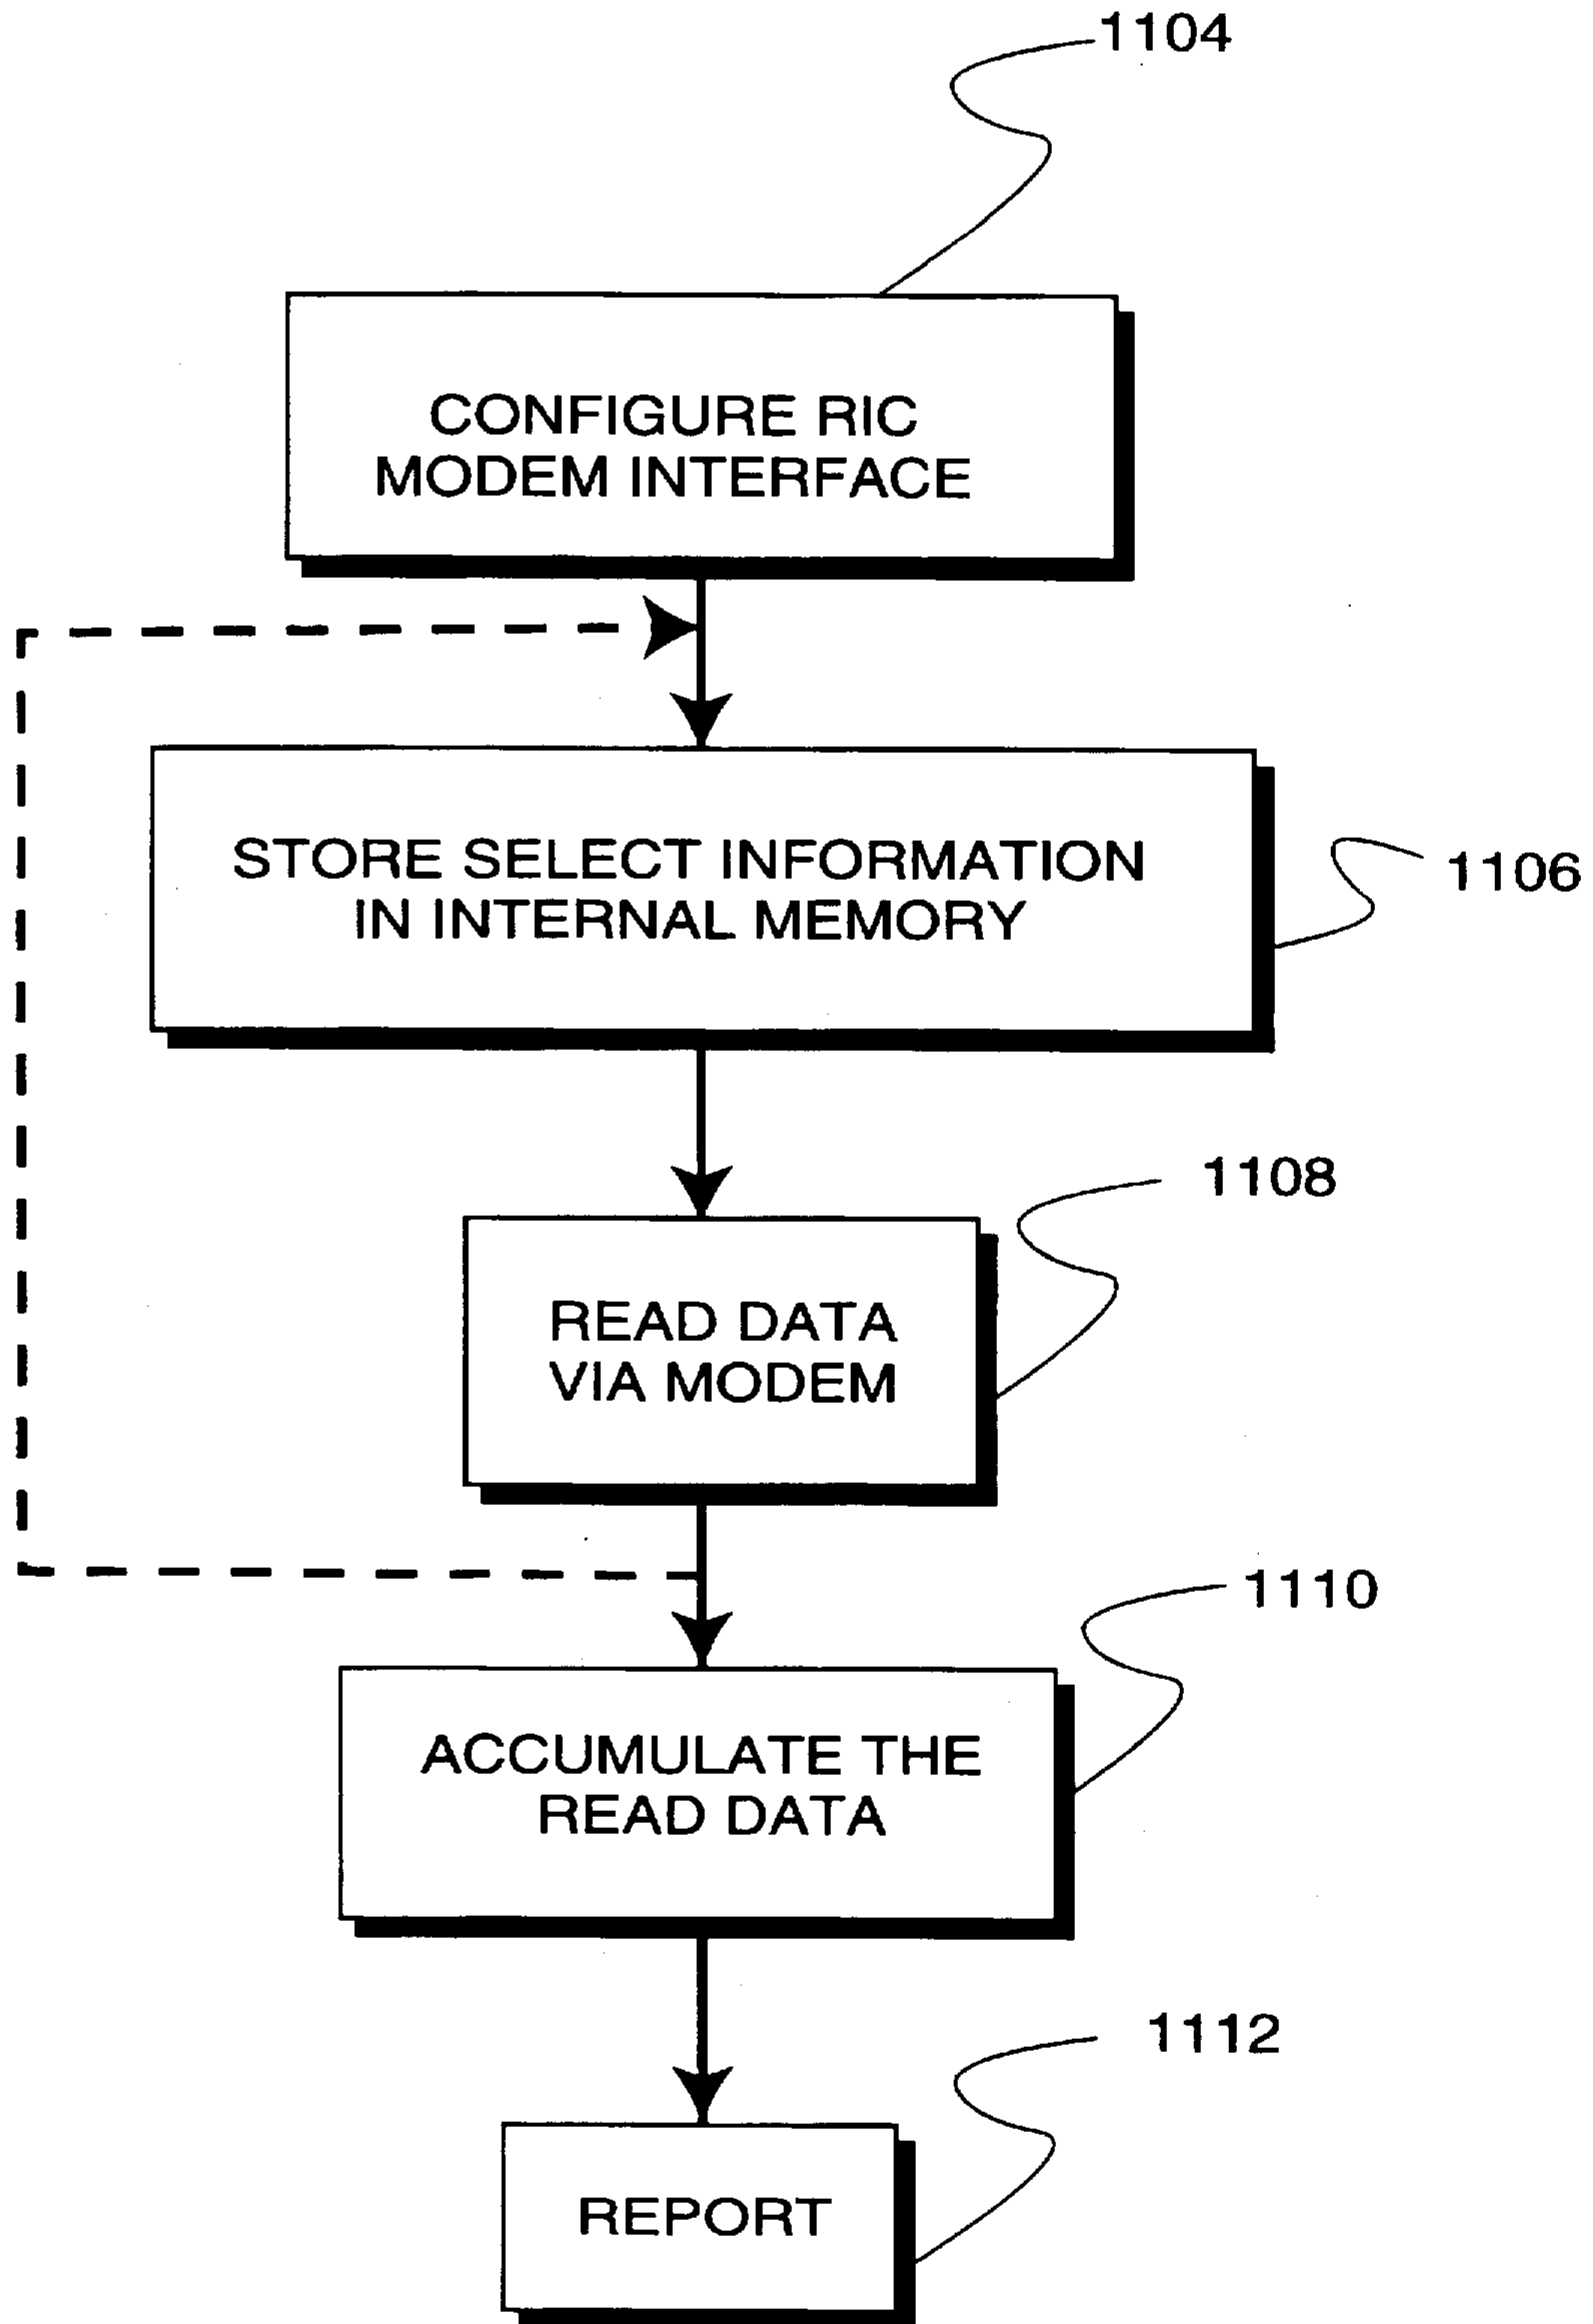 1104
CONFIGURE RIC
MODEM INTERFACE
STORE SELECT INFORMATION
IN INTERNAL MEMORY
1106
1108
READ DATA
VIA MODEM
1110
ACCUMULATE THE
READ DATA
1112
REPORT